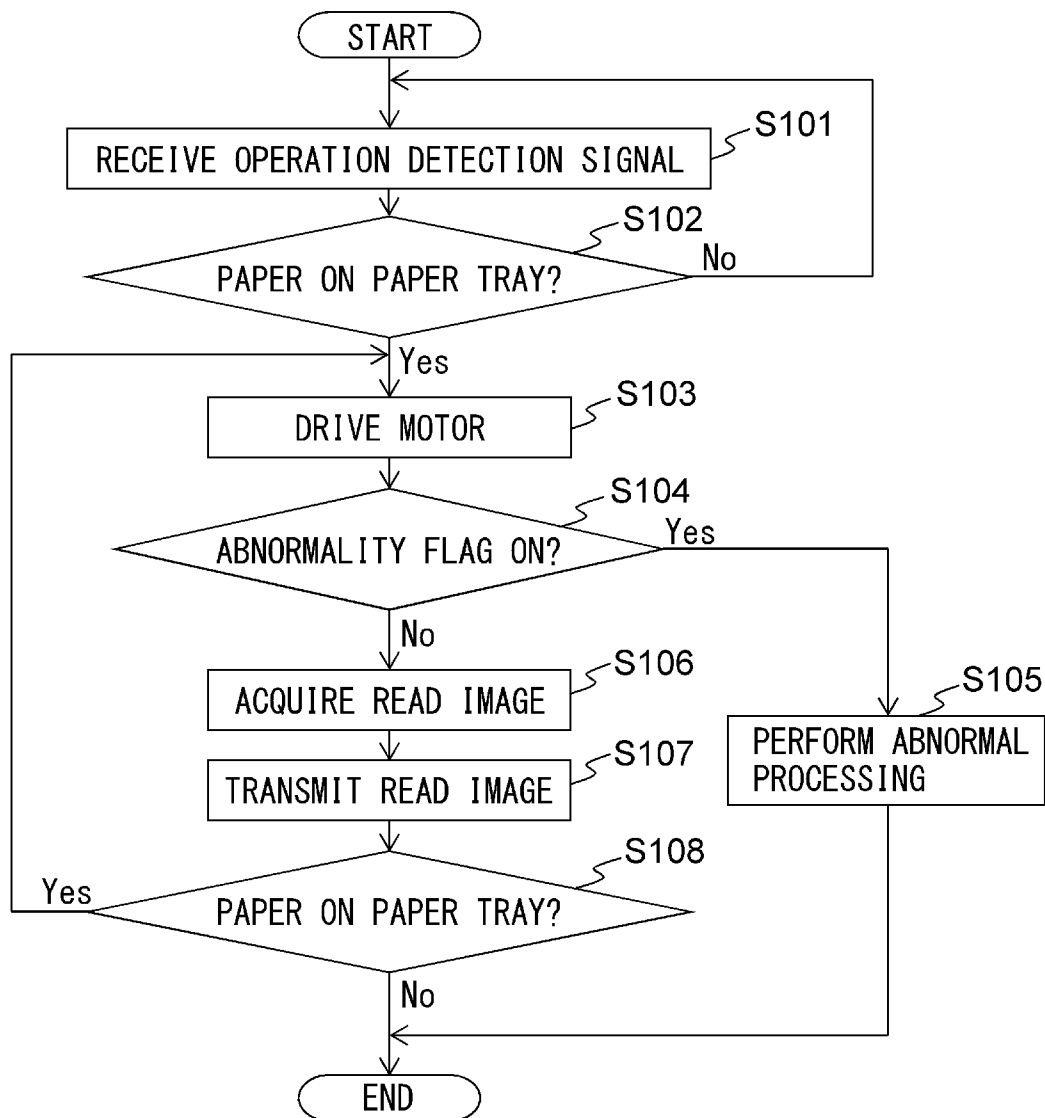 START
S101
RECEIVE OPERATION DETECTION SIGNAL
S102
PAPER ON PAPER TRAY?
No
Yes
S103
DRIVE MOTOR
S104
ABNORMALITY FLAG ON?
Yes
No
S106
ACQUIRE READ IMAGE
S105
PERFORM ABNORMAL
PROCESSING
S107
TRANSMIT READ IMAGE
S108
Yes
PAPER ON PAPER TRAY?
No
END